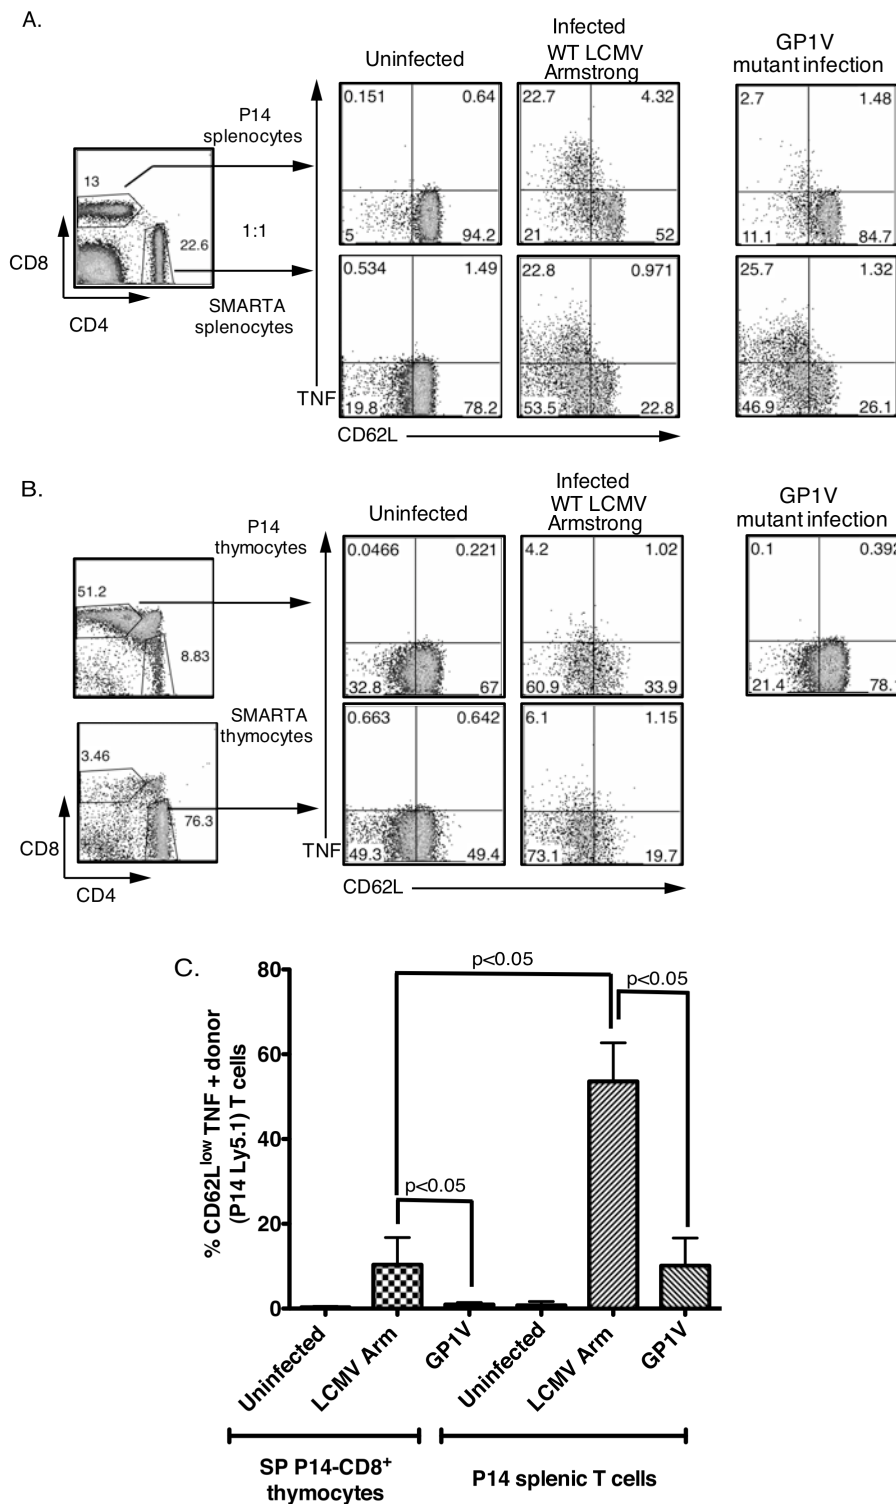 A.
Infected
Uninfected
WT LCMV
Armstrong
GP1V
mutant infection
P14
splenocytes
0.151 0.64
22.7 4.32
2.7 1.48
13
22.6
1:1
5 94.2
21 52
11.1 84.7
CD8
CD4
SMARTA
splenocytes
0.534 1.49
22.8 0.971
25.7 1.32
TNF
19.8 78.2
53.5 22.8
46.9 26.1
CD62L
B.
Infected
Uninfected
WT LCMV
Armstrong
GP1V
mutant infection
P14
thymocytes
0.0466 0.221
4.2 1.02
0.1 0.392
51.2
8.83
32.8 67
60.9 33.9
21.4 78.
SMARTA
thymocytes
0.663 0.642
6.1 1.15
3.46
76.3
CD8
CD4
TNF
49.3 49.4
73.1 19.7
CD62L
C.
% CD62Llow TNF + donor
(P14 Ly5.1) T cells
80
60
40
20
0
p<0.05
p<0.05
p<0.05
Uninfected
LCMV Arm
GP1V
Uninfected
LCMV Arm
GP1V
SP P14-CD8+
thymocytes
P14 splenic T cells